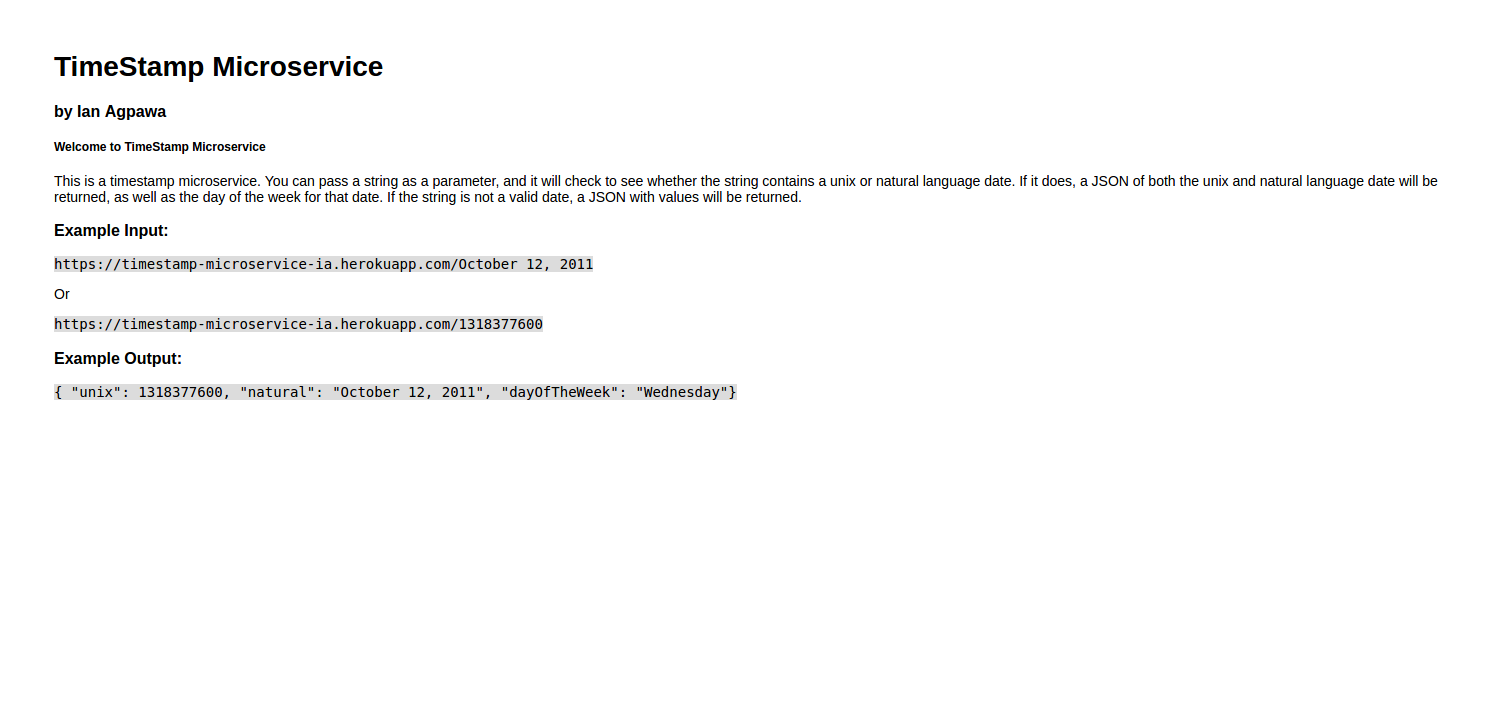 TimeStamp Microservice
by Ian Agpawa
Welcome to TimeStamp Microservice
This is a timestamp microservice. You can pass a string as a parameter, and it will check to see whether the string contains a unix or natural language date. If it does, a JSON of both the unix and natural language date will be
returned, as well as the day of the week for that date. If the string is not a valid date, a JSON with values will be returned.
Example Input:
https://timestamp-microservice-ia.herokuapp.com/October 12, 2011
Or
https://timestamp-microservice-ia.herokuapp.com/1318377600
Example Output:
{ "unix": 1318377600, "natural": "October 12, 2011", "dayOfTheWeek": "Wednesday"}